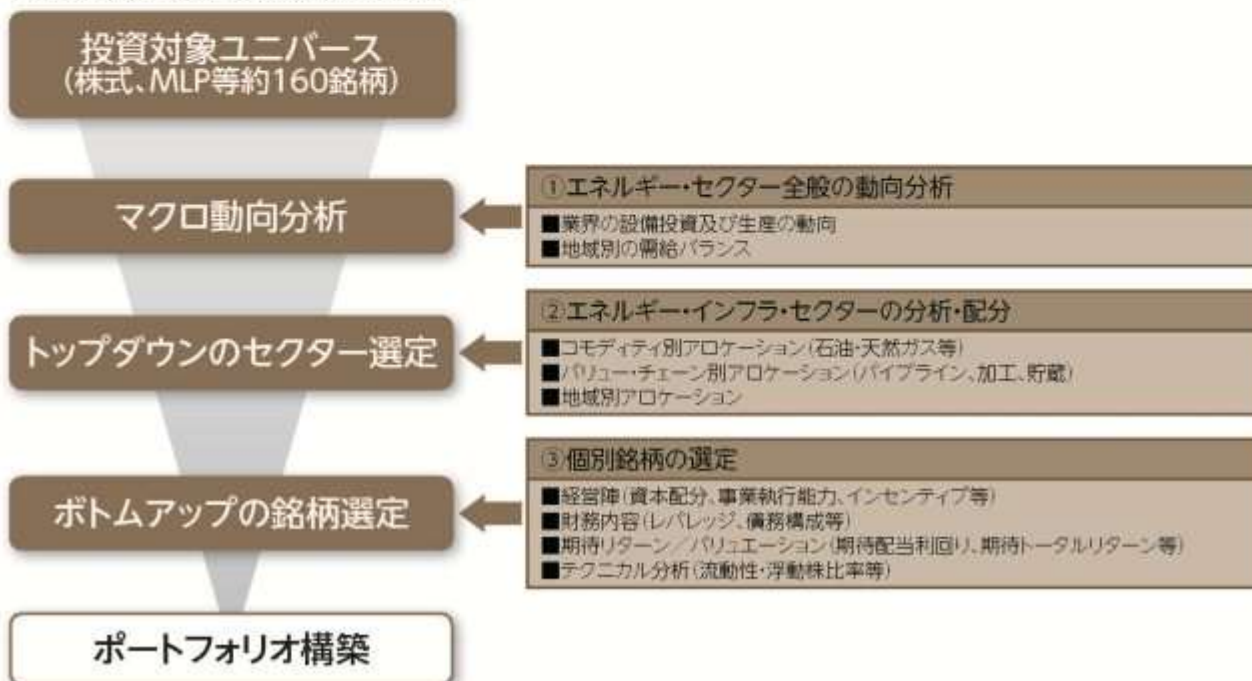 投資対象ユニバース
(株式、MLP等約160銘柄)
マクロ動向分析
①エネルギー・セクター全般の動向分析
■業界の設備投資及び生産の動向
■地域別の需給バランス
トップダウンのセクター選定
②エネルギー・インフラ・セクターの分析・配分
■コモディティ別アロケーション(石油・天然ガス等)
■バリュー・チェーン別アロケーション(パイプライン、加工、貯蔵)
■地域別アロケーション
ボトムアップの銘柄選定
③個別銘柄の選定
■経営陣(資本配分、事業執行能力、インセンティブ等)
■財務内容(レバレッジ、債務構成等)
■期待リターン/バリュエーション(期待配当利回り、期待トータルリターン等)
■テクニカル分析(流動性・浮動株比率等)
ポートフォリオ構築